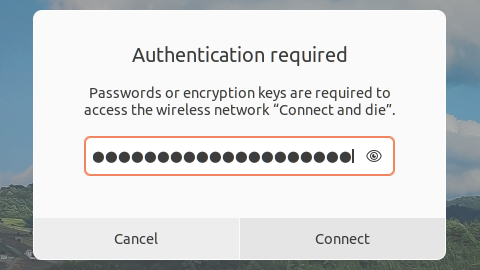 Authentication required
Passwords or encryption keys are required to
access the wireless network “Connect and die”.
●●●●●●●●●●●●●●●●●●●●
Cancel
Connect